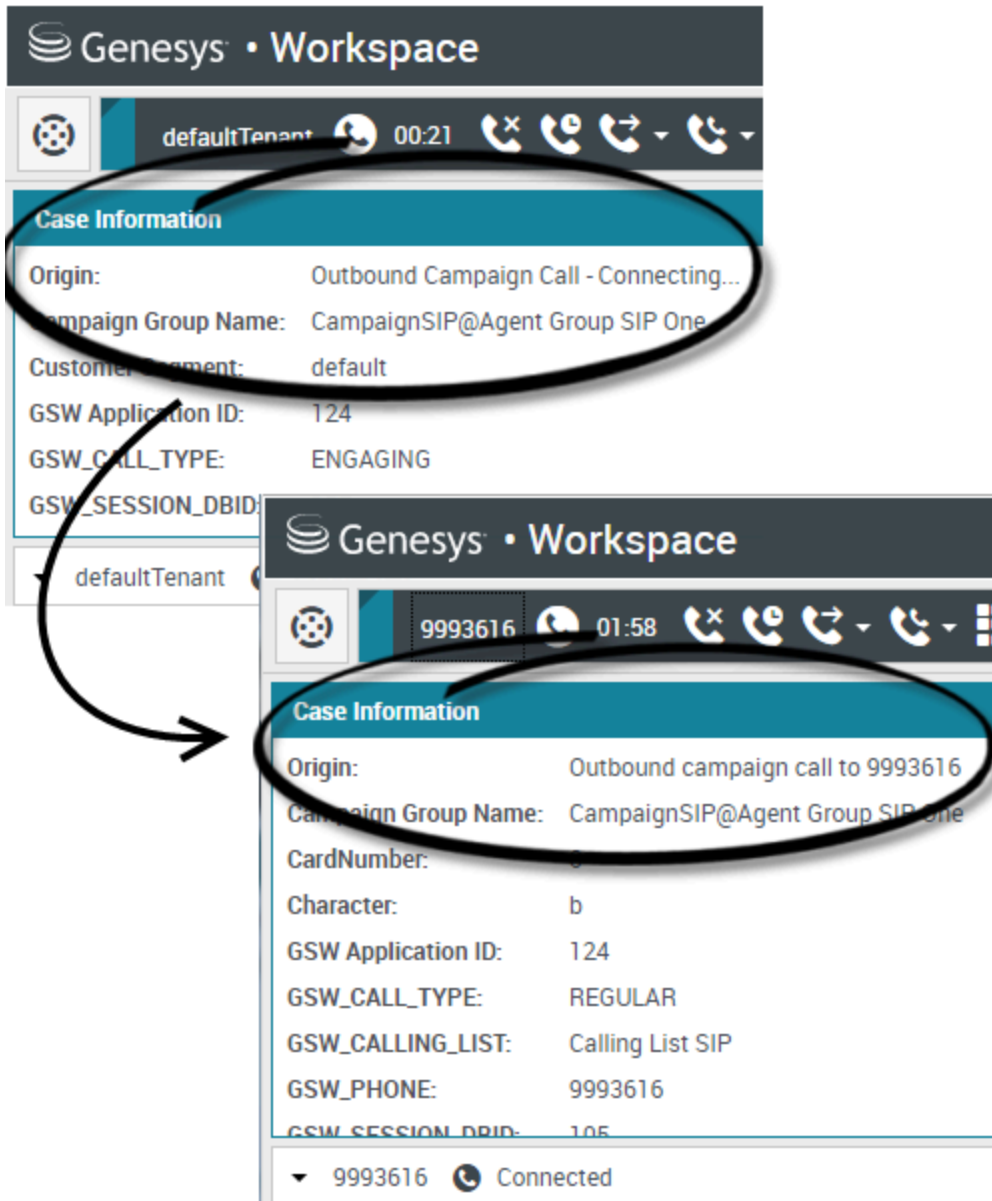 Genesys • Workspace
defaultTenant 00:21
Case Information
Origin: Outbound Campaign Call - Connecting...
Campaign Group Name: CampaignSIP@Agent Group SIP One
Customer Segment: default
GSW Application ID: 124
GSW_CALL_TYPE: ENGAGING
GSW_SESSION_DBID:
defaultTenant
Genesys • Workspace
9993616 01:58
Case Information
Origin: Outbound campaign call to 9993616
Campaign Group Name: CampaignSIP@Agent Group SIP One
CardNumber:
Character: b
GSW Application ID: 124
GSW_CALL_TYPE: REGULAR
GSW_CALLING_LIST: Calling List SIP
GSW_PHONE: 9993616
GSW_SESSION_DBID: 105
9993616 Connected